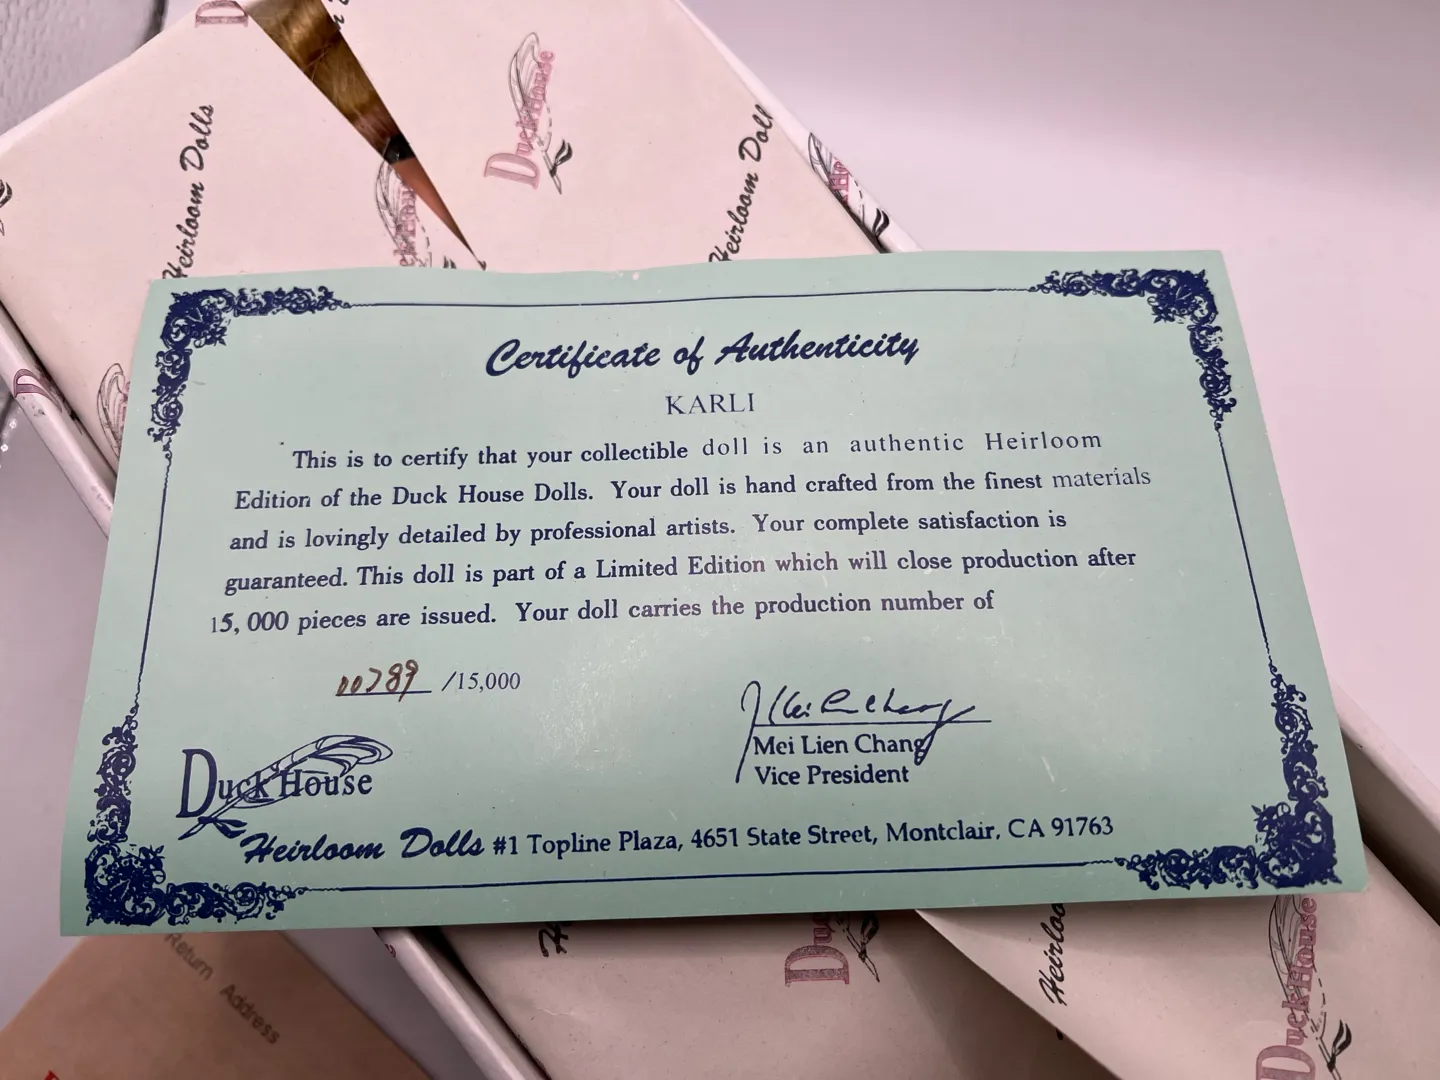 Heirloom Dolls
Duck House
Heirloom Doll
Duck House
Certificate of Authenticity
KARLI
This is to certify that your collectible doll is an authentic Heirloom
Edition of the Duck House Dolls. Your doll is hand crafted from the finest materials
and is lovingly detailed by professional artists. Your complete satisfaction is
guaranteed. This doll is part of a Limited Edition which will close production after
15, 000 pieces are issued. Your doll carries the production number of
00789 /15,000
Mei Lien Chang
Vice President
Duck House
Heirloom Dolls #1 Topline Plaza, 4651 State Street, Montclair, CA 91763
Return Address
Duck House